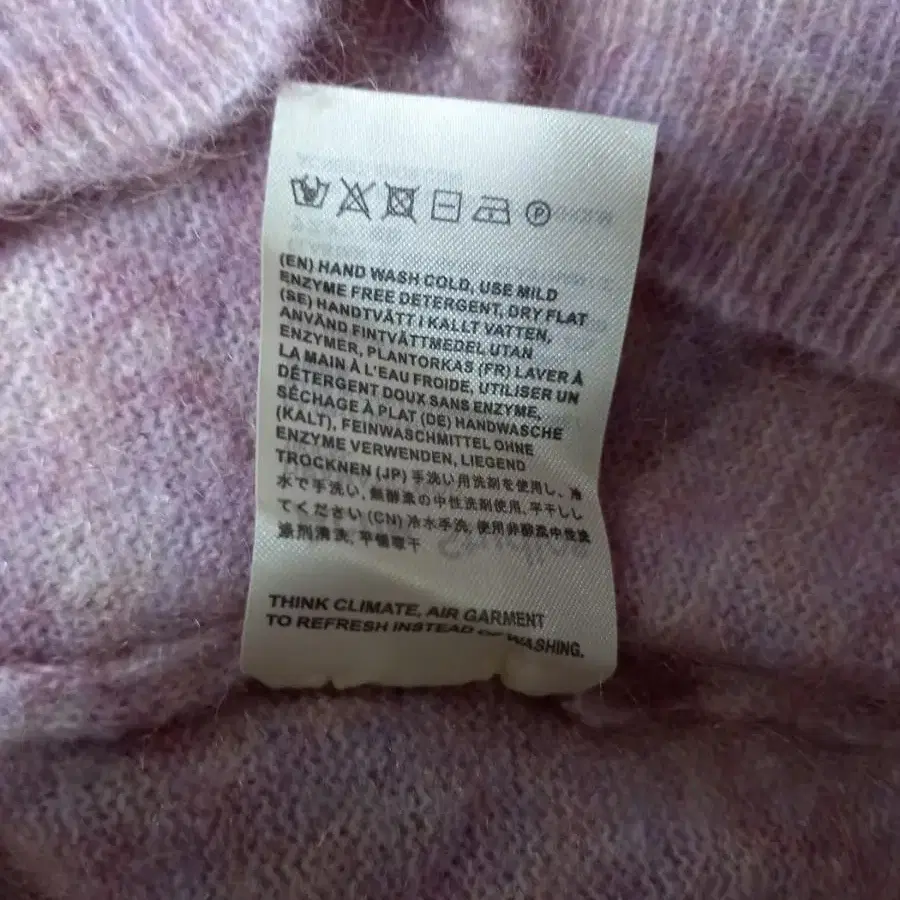 (EN) HAND WASH COLD, USE MILD
ENZYME FREE DETERGENT, DRY FLAT
(SE) HANDTVÄTT I KALLT VATTEN,
ANVÄND FINTVÄTTMEDEL UTAN
ENZYMER, PLANTORKAS (FR) LAVER À
LA MAIN À L'EAU FROIDE, UTILISER UN
DÉTERGENT DOUX SANS ENZYME,
SÉCHAGE À PLAT (DE) HANDWÄSCHE
(KALT), FEINWASCHMITTEL OHNE
ENZYME VERWENDEN, LIEGEND
TROCKNEN (JP) 手洗い用洗剤を使用し、冷
水で手洗い, 無酵素の中性洗剤使用, 平干しし
てください (CN) 冷水手洗, 使用非酵素中性洗
涤剂清洗, 平铺晾干
THINK CLIMATE, AIR GARMENT
TO REFRESH INSTEAD OF WASHING.